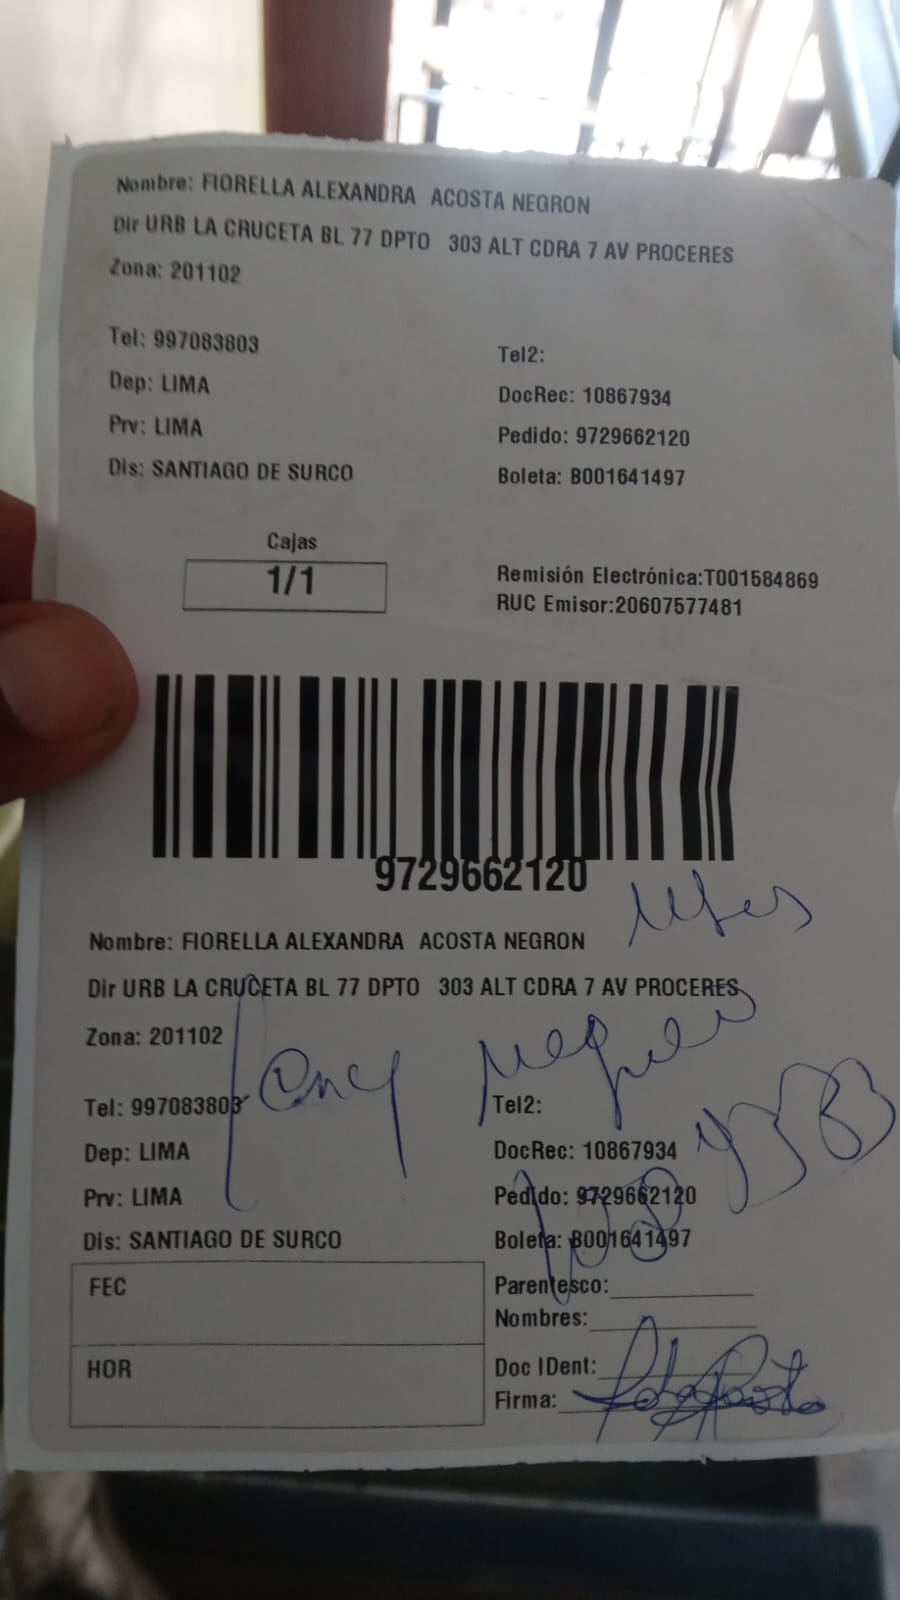 Nombre: FIORELLA ALEXANDRA ACOSTA NEGRON
Dir URB LA CRUCETA BL 77 DPTO 303 ALT CDRA 7 AV PROCERES
Zona: 201102
Tel: 997083803
Tel2:
Dep: LIMA
DocRec: 10867934
Prv: LIMA
Pedido: 9729662120
Dis: SANTIAGO DE SURCO
Boleta: B001641497
Cajas
1/1
Remisión Electrónica:T001584869
RUC Emisor:20607577481
9729662120
Nombre: FIORELLA ALEXANDRA ACOSTA NEGRON
Dir URB LA CRUCETA BL 77 DPTO 303 ALT CDRA 7 AV PROCERES
Zona: 201102
Tel: 997083803
Tel2:
Dep: LIMA
DocRec: 10867934
Prv: LIMA
Pedido: 9729662120
Dis: SANTIAGO DE SURCO
Boleta: B001641497
FEC
Parentesco:
Nombres:
HOR
Doc IDent:
Firma: